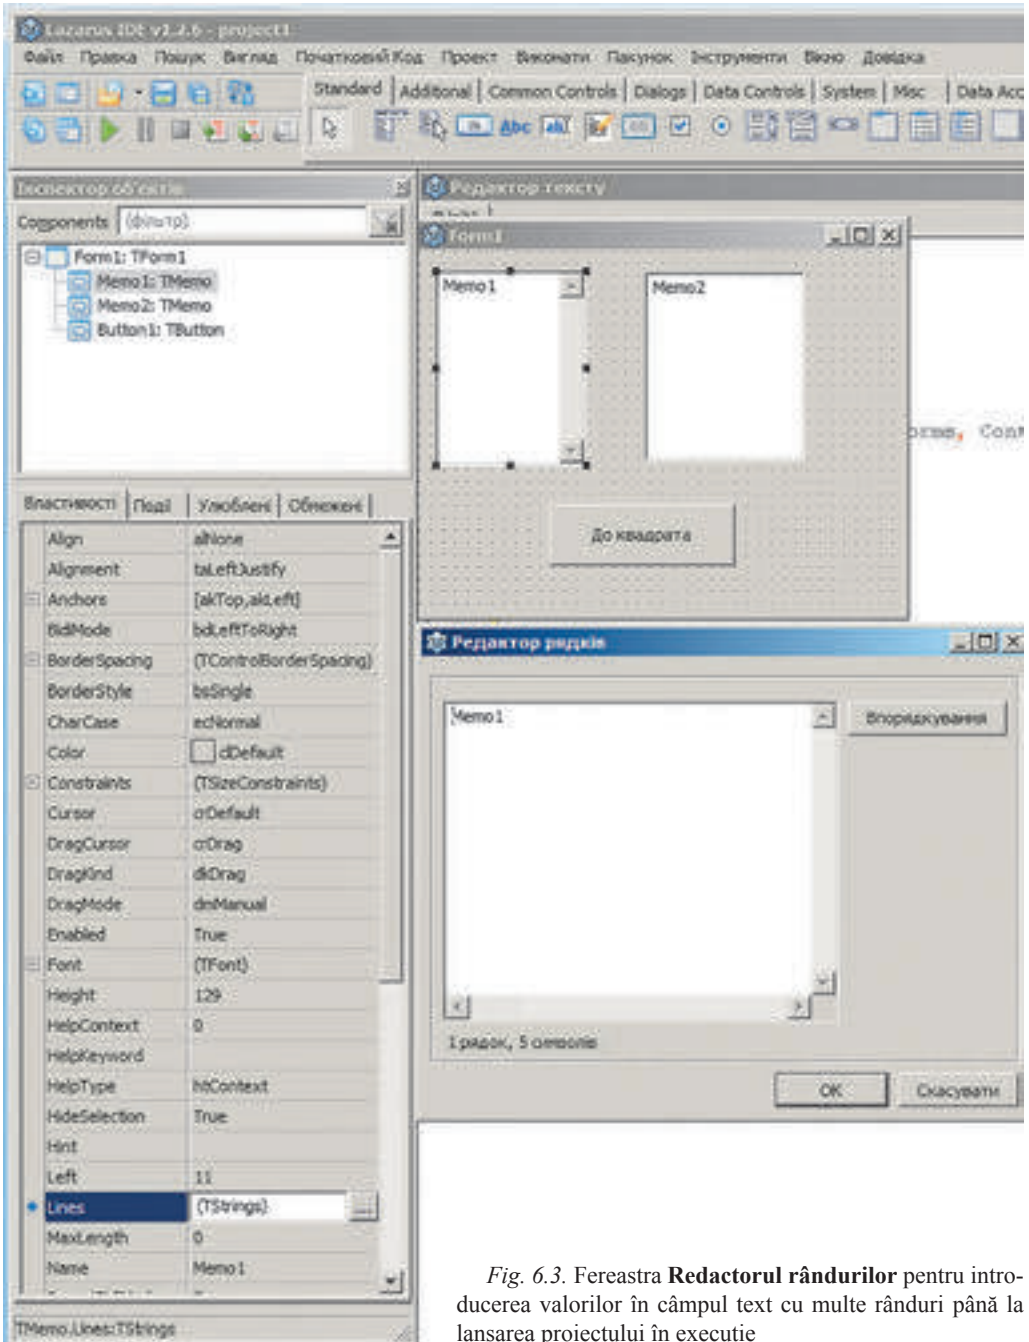 Lazarus IDE v1.2.6 - project1
Файл Правка Пошук Вигляд Початковий Код Проект Виконати Пакунок Інструменти Вікно Довідка
Standard Additional Common Controls Dialogs Data Controls System Misc Data Acc
Abc
Інспектор об'єктів
Components (фільтр)
Form1: TForm1
Memo1: TMemo
Memo2: TMemo
Button1: TButton
Редактор тексту
Form1
Memo1
Memo2
До квадрата
orms, Cont
Властивості Події Улюблені Обмежені
Align alNone
Alignment taLeftJustify
Anchors [akTop,akLeft]
BidiMode bdLeftToRight
BorderSpacing (TControlBorderSpacing)
BorderStyle bsSingle
CharCase ecNormal
Color clDefault
Constraints (TSizeConstraints)
Cursor crDefault
DragCursor crDrag
DragKind dkDrag
DragMode dmManual
Enabled True
Font (TFont)
Height 129
HelpContext 0
HelpKeyword
HelpType htContext
HideSelection True
Hint
Left 11
Lines (TStrings)
MaxLength 0
Name Memo1
TMemo.Lines:TStrings
Редактор рядків
Memo1
Впорядкування
1 рядок, 5 символів
OK Скасувати
Fig. 6.3. Fereastra Redactorul rândurilor pentru intro-
ducerea valorilor în câmpul text cu multe rânduri până la
lansarea proiectului în execuție